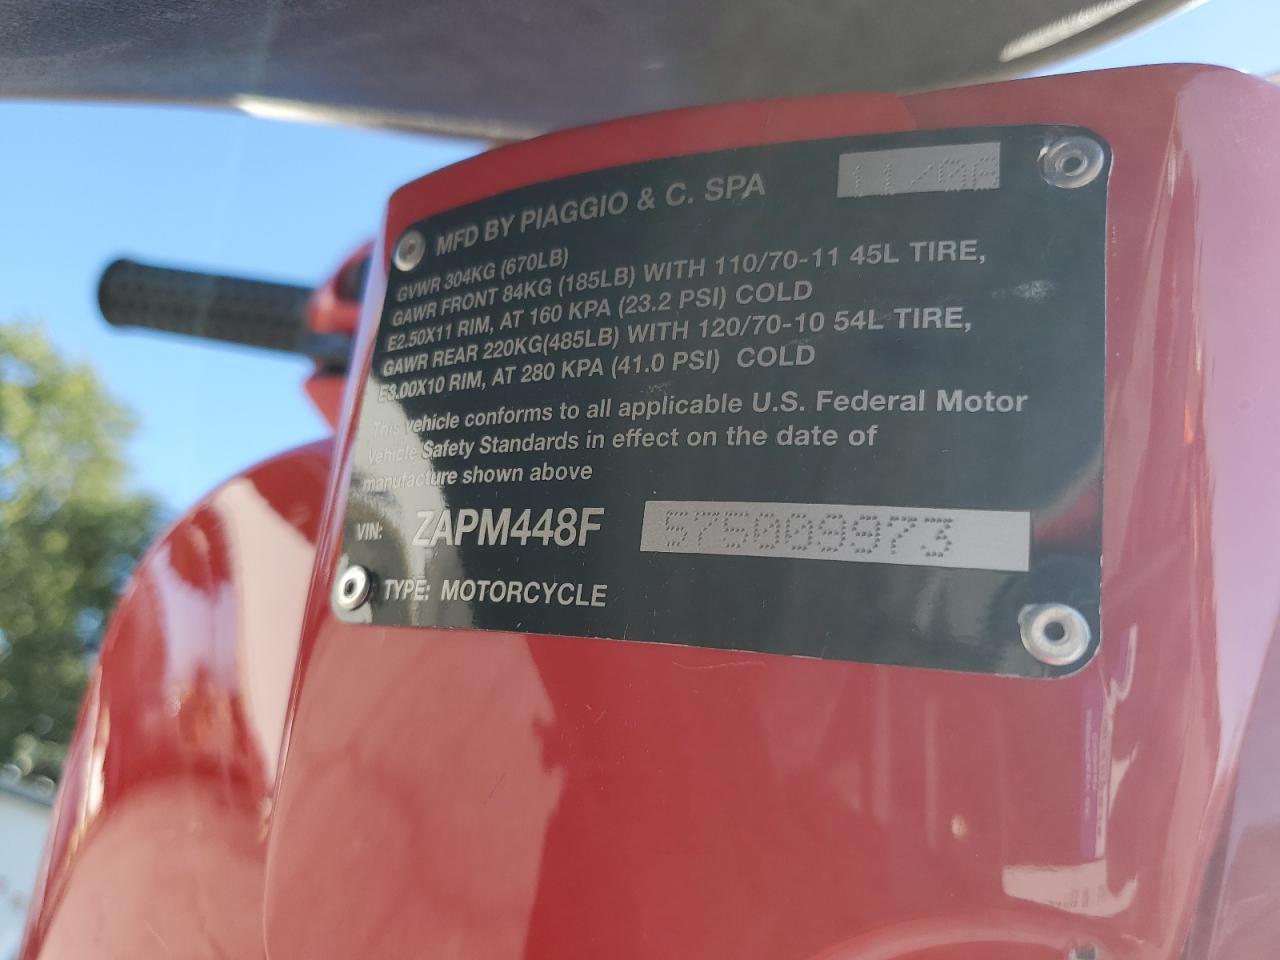 MFD BY PIAGGIO & C. SPA 11/06
GVWR 304KG (670LB)
GAWR FRONT 84KG (185LB) WITH 110/70-11 45L TIRE,
E2.50X11 RIM, AT 160 KPA (23.2 PSI) COLD
GAWR REAR 220KG(485LB) WITH 120/70-10 54L TIRE,
E3.00X10 RIM, AT 280 KPA (41.0 PSI) COLD
This vehicle conforms to all applicable U.S. Federal Motor
Vehicle Safety Standards in effect on the date of
manufacture shown above
VIN: ZAPM448F 575009973
TYPE: MOTORCYCLE